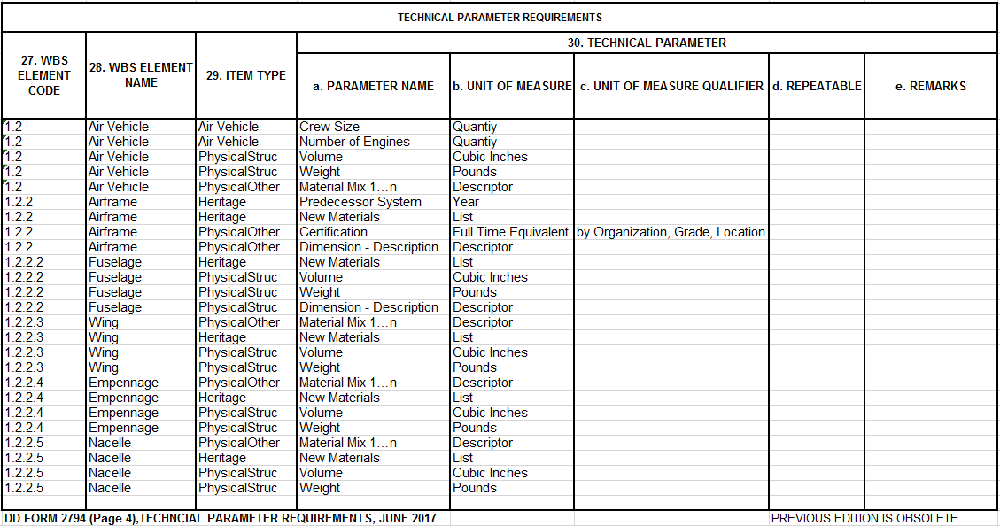 TECHNICAL PARAMETER REQUIREMENTS
27. WBS ELEMENT CODE 28. WBS ELEMENT NAME 29. ITEM TYPE 30. TECHNICAL PARAMETER
a. PARAMETER NAME b. UNIT OF MEASURE c. UNIT OF MEASURE QUALIFIER d. REPEATABLE e. REMARKS
1.2 Air Vehicle Air Vehicle Crew Size Quantiy
1.2 Air Vehicle Air Vehicle Number of Engines Quantiy
1.2 Air Vehicle PhysicalStruc Volume Cubic Inches
1.2 Air Vehicle PhysicalStruc Weight Pounds
1.2 Air Vehicle PhysicalOther Material Mix 1…n Descriptor
1.2.2 Airframe Heritage Predecessor System Year
1.2.2 Airframe Heritage New Materials List
1.2.2 Airframe PhysicalOther Certification Full Time Equivalent by Organization, Grade, Location
1.2.2 Airframe PhysicalOther Dimension - Description Descriptor
1.2.2.2 Fuselage Heritage New Materials List
1.2.2.2 Fuselage PhysicalStruc Volume Cubic Inches
1.2.2.2 Fuselage PhysicalStruc Weight Pounds
1.2.2.2 Fuselage PhysicalStruc Dimension - Description Descriptor
1.2.2.3 Wing PhysicalOther Material Mix 1…n Descriptor
1.2.2.3 Wing Heritage New Materials List
1.2.2.3 Wing PhysicalStruc Volume Cubic Inches
1.2.2.3 Wing PhysicalStruc Weight Pounds
1.2.2.4 Empennage PhysicalOther Material Mix 1…n Descriptor
1.2.2.4 Empennage Heritage New Materials List
1.2.2.4 Empennage PhysicalStruc Volume Cubic Inches
1.2.2.4 Empennage PhysicalStruc Weight Pounds
1.2.2.5 Nacelle PhysicalOther Material Mix 1…n Descriptor
1.2.2.5 Nacelle Heritage New Materials List
1.2.2.5 Nacelle PhysicalStruc Volume Cubic Inches
1.2.2.5 Nacelle PhysicalStruc Weight Pounds
DD FORM 2794 (Page 4),TECHNCIAL PARAMETER REQUIREMENTS, JUNE 2017 PREVIOUS EDITION IS OBSOLETE